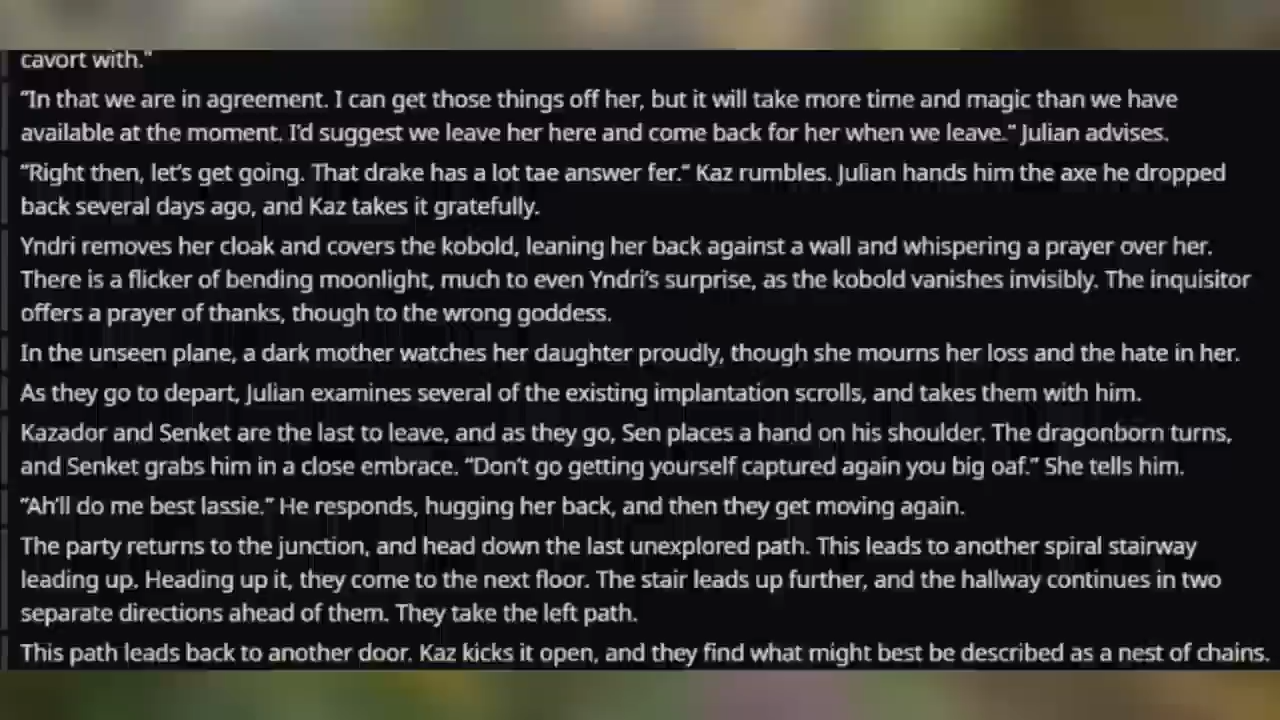 cavort with."
"In that we are in agreement. I can get those things off her, but it will take more time and magic than we have
available at the moment. I'd suggest we leave her here and come back for her when we leave." Julian advises.
"Right then, let's get going. That drake has a lot tae answer fer." Kaz rumbles. Julian hands him the axe he dropped
back several days ago, and Kaz takes it gratefully.
Yndri removes her cloak and covers the kobold, leaning her back against a wall and whispering a prayer over her.
There is a flicker of bending moonlight, much to even Yndri's surprise, as the kobold vanishes invisibly. The inquisitor
offers a prayer of thanks, though to the wrong goddess.
In the unseen plane, a dark mother watches her daughter proudly, though she mourns her loss and the hate in her.
As they go to depart, Julian examines several of the existing implantation scrolls, and takes them with him.
Kazador and Senket are the last to leave, and as they go, Sen places a hand on his shoulder. The dragonborn turns,
and Senket grabs him in a close embrace. "Don't go getting yourself captured again you big oaf." She tells him.
"Ah'll do me best lassie." He responds, hugging her back, and then they get moving again.
The party returns to the junction, and head down the last unexplored path. This leads to another spiral stairway
leading up. Heading up it, they come to the next floor. The stair leads up further, and the hallway continues in two
separate directions ahead of them. They take the left path.
This path leads back to another door. Kaz kicks it open, and they find what might best be described as a nest of chains.